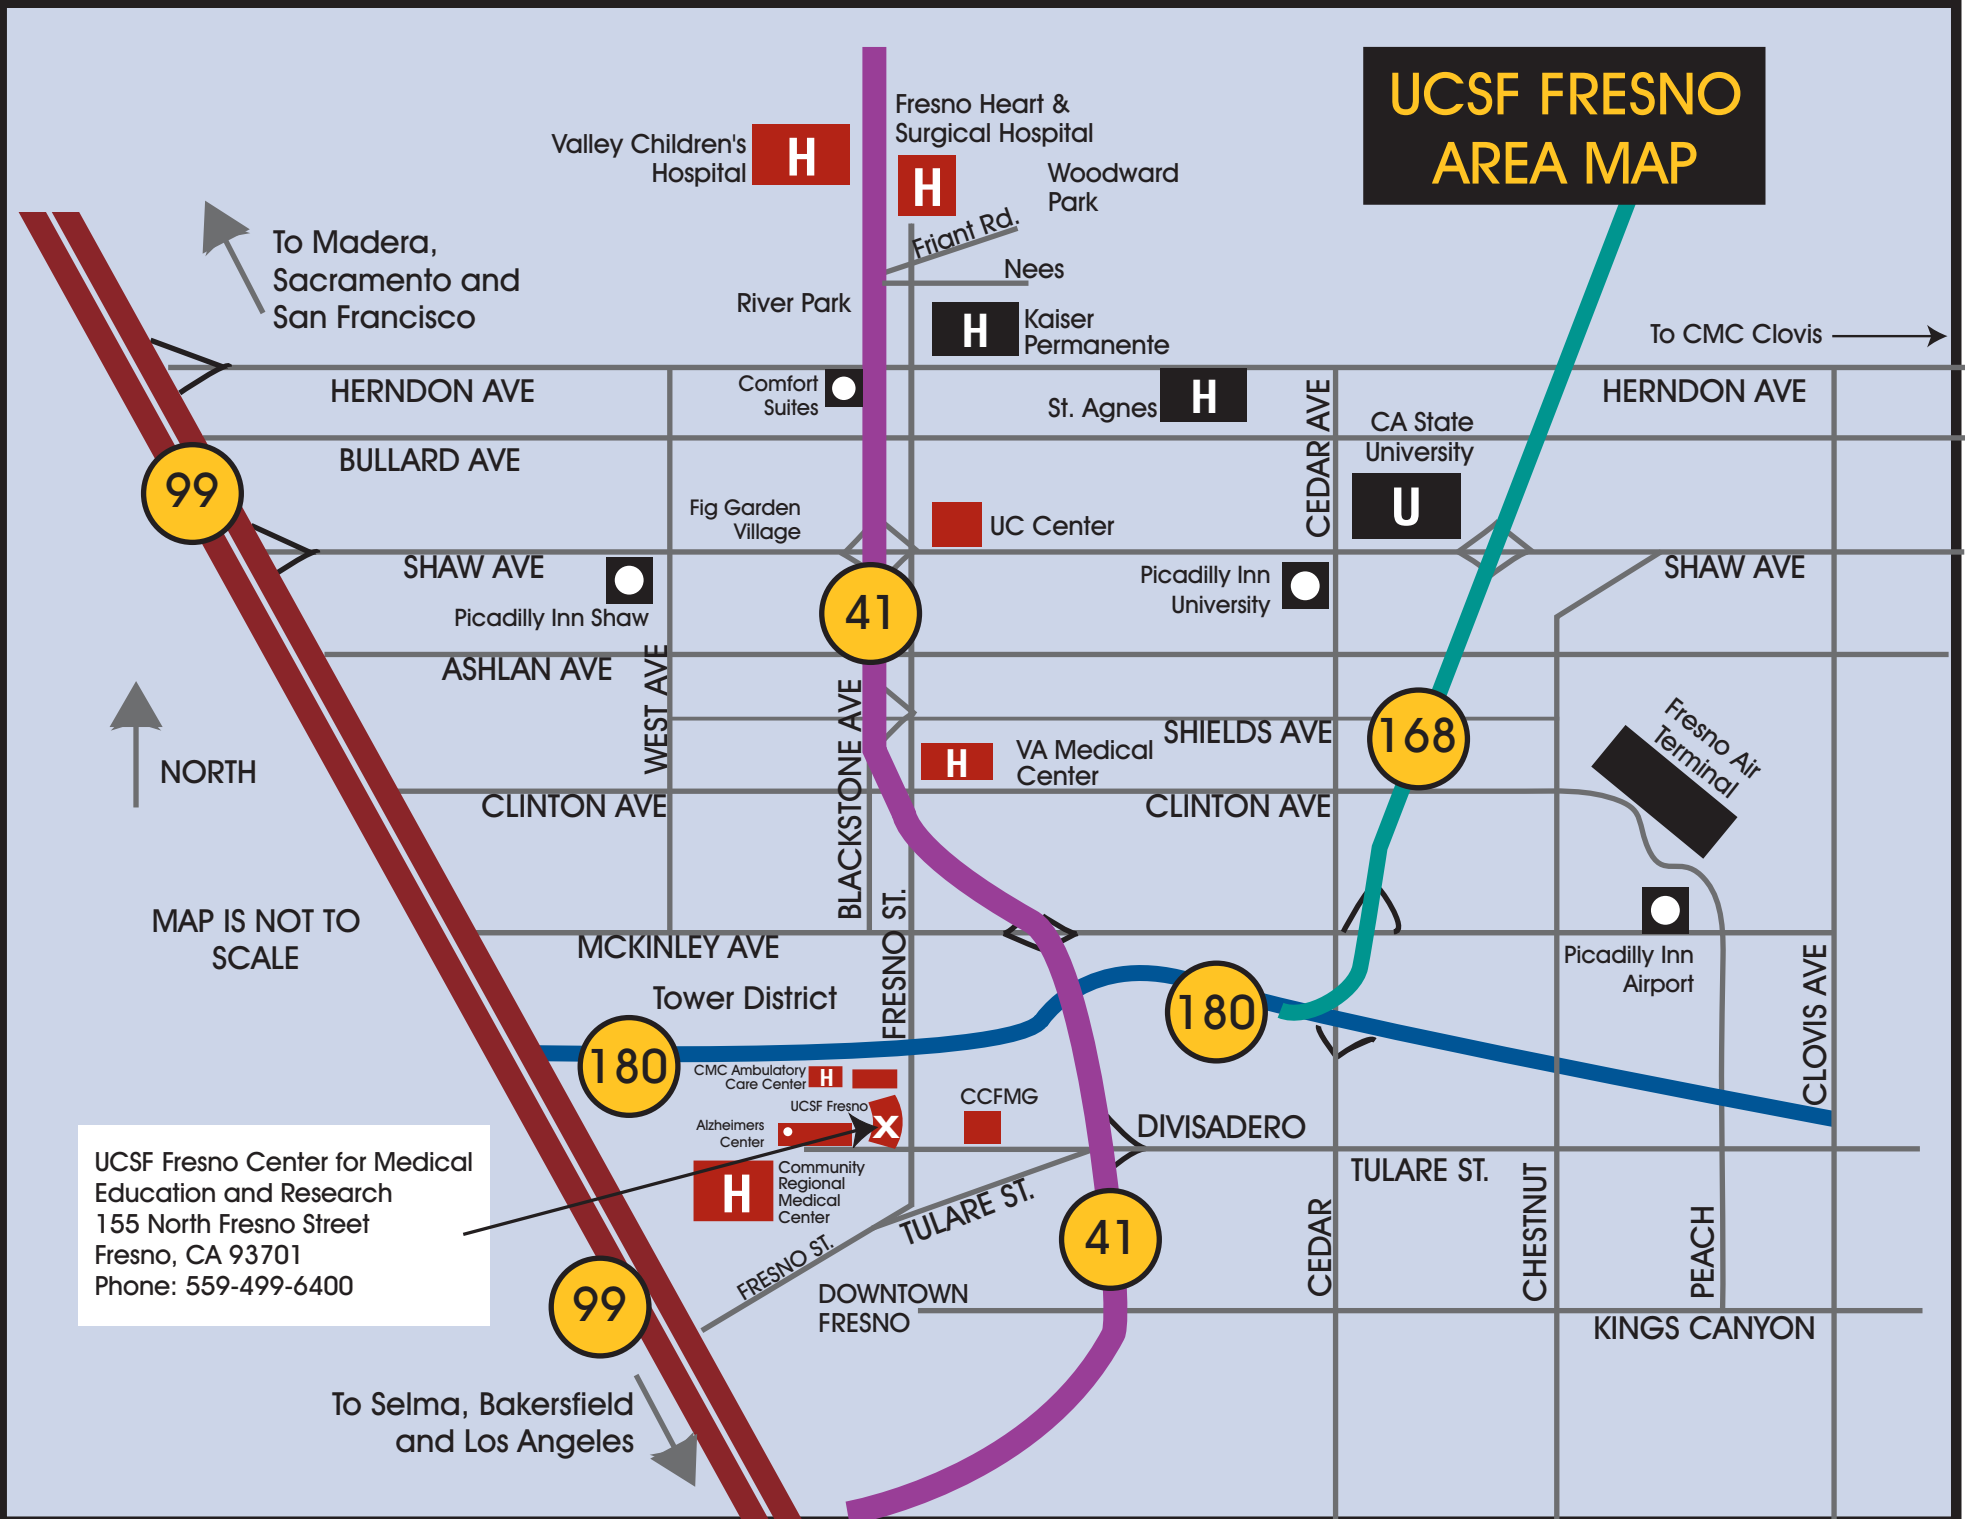 UCSF FRESNO
AREA MAP
Fresno Heart &
Surgical Hospital
H
Valley Children's
Hospital
H
Woodward
Park
Friant Rd.
Nees
To Madera,
Sacramento and
San Francisco
River Park
H
Kaiser
Permanente
To CMC Clovis
HERNDON AVE
Comfort
Suites
St. Agnes
H
CEDAR AVE
HERNDON AVE
CA State
University
U
BULLARD AVE
99
Fig Garden
Village
UC Center
SHAW AVE
SHAW AVE
Picadilly Inn Shaw
41
Picadilly Inn
University
ASHLAN AVE
WEST AVE
BLACKSTONE AVE
SHIELDS AVE
168
Fresno Air
Terminal
NORTH
H
VA Medical
Center
CLINTON AVE
CLINTON AVE
MAP IS NOT TO
SCALE
MCKINLEY AVE
FRESNO ST.
Picadilly Inn
Airport
CLOVIS AVE
Tower District
180
180
CMC Ambulatory
Care Center
H
UCSF Fresno
X
CCFMG
Alzheimers
Center
DIVISADERO
TULARE ST.
H
Community
Regional
Medical
Center
UCSF Fresno Center for Medical
Education and Research
155 North Fresno Street
Fresno, CA 93701
Phone: 559-499-6400
TULARE ST.
FRESNO ST.
41
CEDAR
CHESTNUT
PEACH
99
DOWNTOWN
FRESNO
KINGS CANYON
To Selma, Bakersfield
and Los Angeles